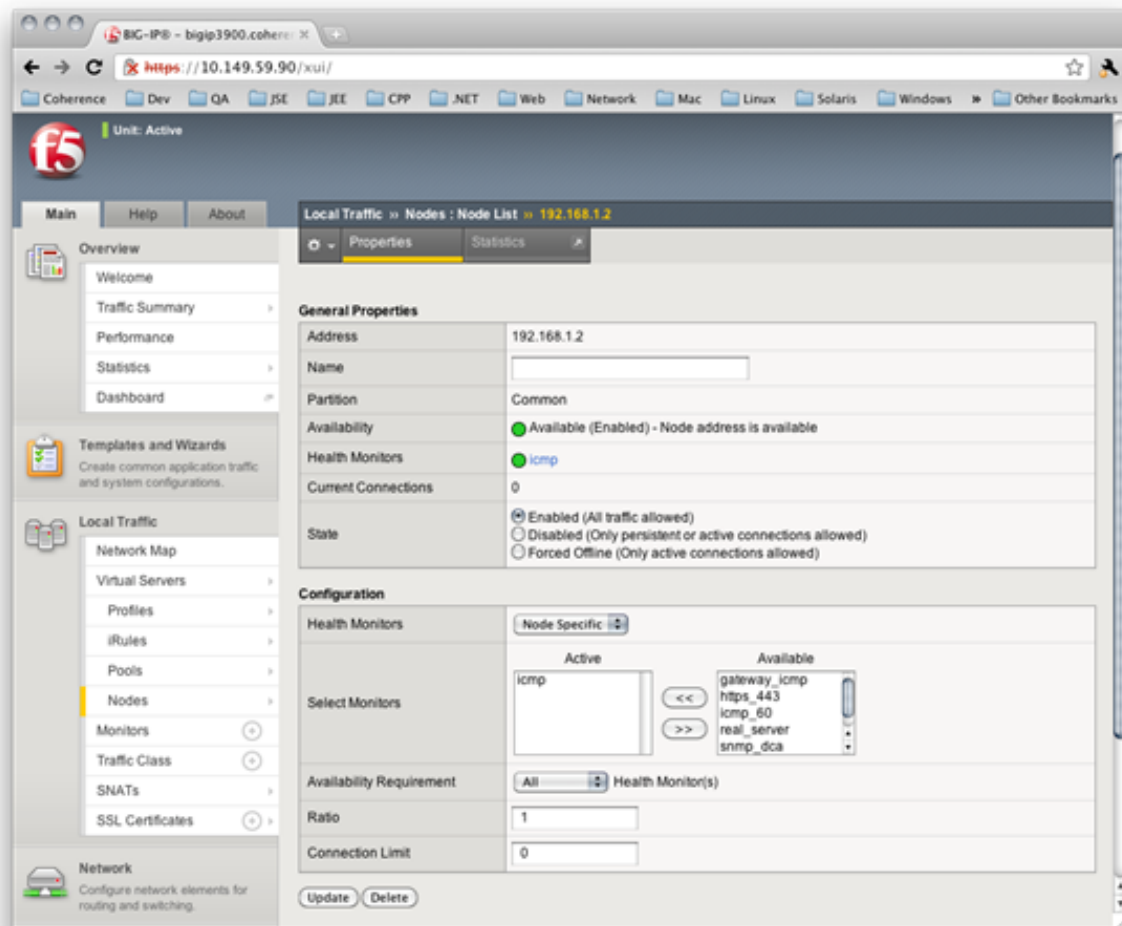 BIG-IP® - bigip3900.cohere
https://10.149.59.90/xui/
Coherence Dev QA JSE JEE CPP .NET Web Network Mac Linux Solaris Windows » Other Bookmarks
f5
Unit: Active
Main Help About
Local Traffic » Nodes : Node List » 192.168.1.2
Properties Statistics
Overview
Welcome
Traffic Summary
Performance
Statistics
Dashboard
Templates and Wizards
Create common application traffic
and system configurations.
Local Traffic
Network Map
Virtual Servers
Profiles
iRules
Pools
Nodes
Monitors
Traffic Class
SNATs
SSL Certificates
Network
Configure network elements for
routing and switching.
General Properties
Address 192.168.1.2
Name
Partition Common
Availability Available (Enabled) - Node address is available
Health Monitors icmp
Current Connections 0
State
Enabled (All traffic allowed)
Disabled (Only persistent or active connections allowed)
Forced Offline (Only active connections allowed)
Configuration
Health Monitors Node Specific
Select Monitors
Active
icmp
<<
>>
Available
gateway_icmp
https_443
icmp_60
real_server
snmp_dca
Availability Requirement All Health Monitor(s)
Ratio 1
Connection Limit 0
Update Delete